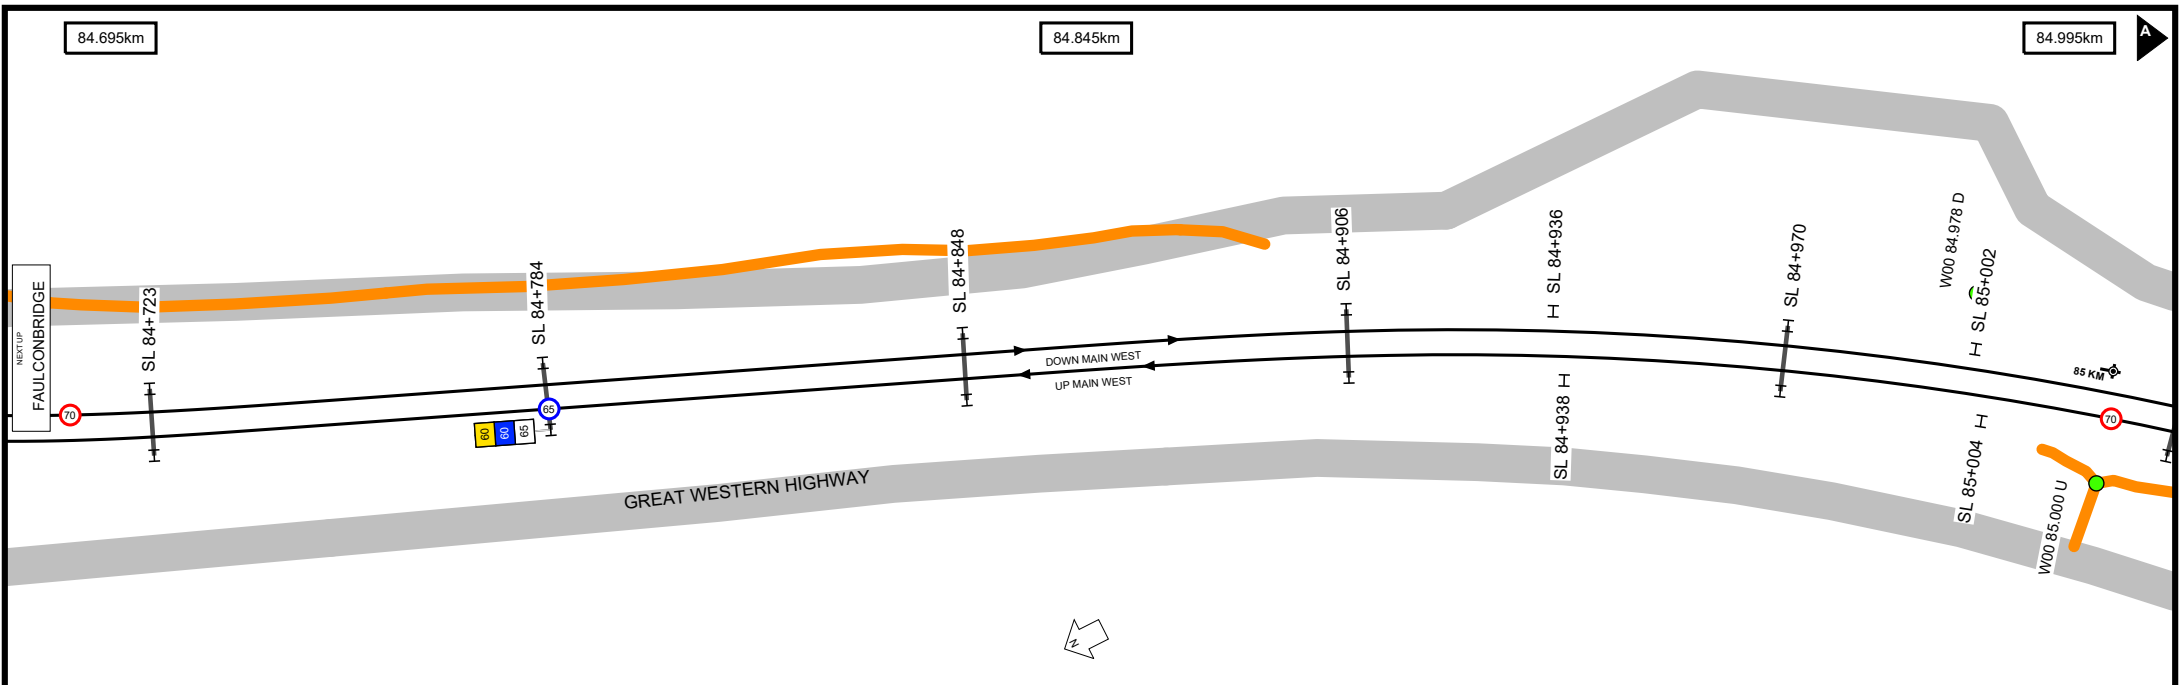 84.695km
84.845km
84.995km
A
NEXT UP
FAULCONBRIDGE
70
SL 84+723
SL 84+784
65
60
60
65
SL 84+848
DOWN MAIN WEST
UP MAIN WEST
SL 84+906
SL 84+936
SL 84+938
SL 84+970
W00 84.978 D
SL 85+002
85 KM
70
SL 85+004
W00 85.000 U
GREAT WESTERN HIGHWAY
N